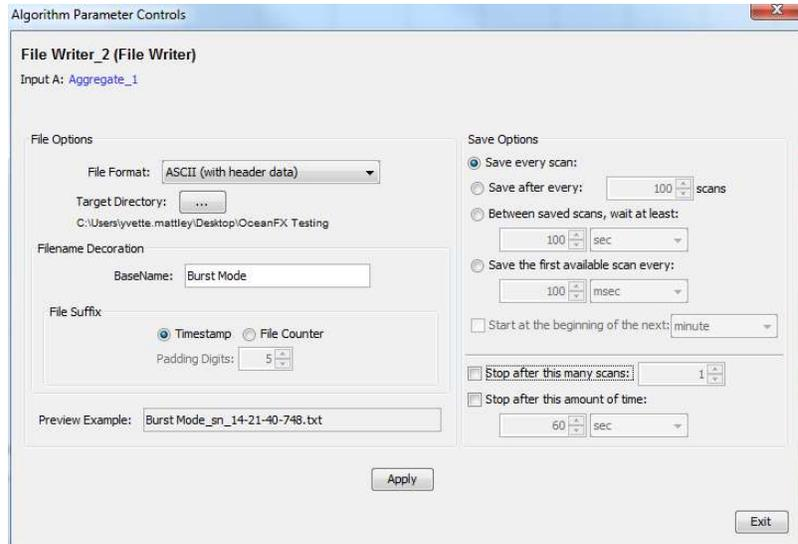 Algorithm Parameter Controls
X
File Writer_2 (File Writer)
Input A: Aggregate_1
File Options
File Format: ASCII (with header data)
Target Directory: ...
C:\Users\yvette.mattley\Desktop\OceanFX Testing
Filename Decoration
BaseName: Burst Mode
File Suffix
Timestamp File Counter
Padding Digits: 5
Preview Example: Burst Mode_sn_14-21-40-748.txt
Save Options
Save every scan:
Save after every: 100 scans
Between saved scans, wait at least:
100 sec
Save the first available scan every:
100 msec
Start at the beginning of the next: minute
Stop after this many scans: 1
Stop after this amount of time:
60 sec
Apply
Exit